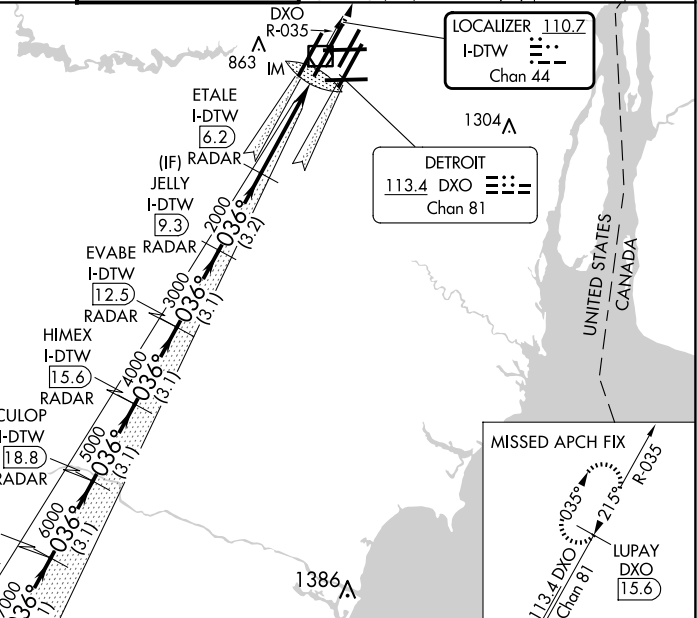 DXO
R-035
863
IM
LOCALIZER 110.7
I-DTW
Chan 44
ETALE
I-DTW
6.2
RADAR
1304
DETROIT
113.4 DXO
Chan 81
(IF)
JELLY
I-DTW
9.3
RADAR
2000
036°
(3.2)
EVABE
I-DTW
12.5
RADAR
3000
036°
(3.1)
UNITED STATES
CANADA
HIMEX
I-DTW
15.6
RADAR
4000
036°
(3.1)
CULOP
I-DTW
18.8
RADAR
5000
036°
(3.1)
6000
036°
(3.1)
7000
036°
MISSED APCH FIX
R-035
035°
215°
LUPAY
DXO
15.6
113.4 DXO
Chan 81
1386